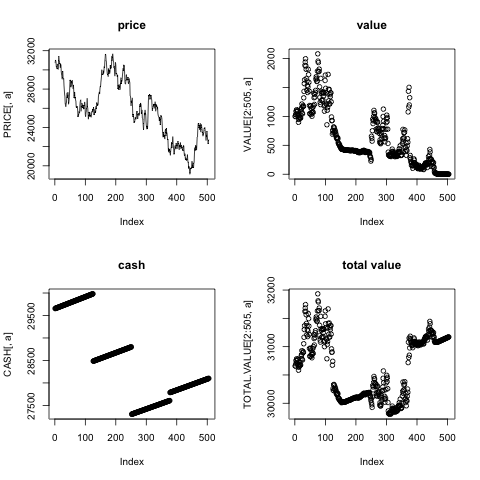 price
PRICE[, a]
20000 24000 28000 32000
0 100 200 300 400 500
Index
value
VALUE[2:505, a]
0 500 1000 1500 2000
0 100 200 300 400 500
Index
cash
CASH[, a]
27500 28500 29500
0 100 200 300 400 500
Index
total value
TOTAL.VALUE[2:505, a]
30000 32000
0 100 200 300 400 500
Index